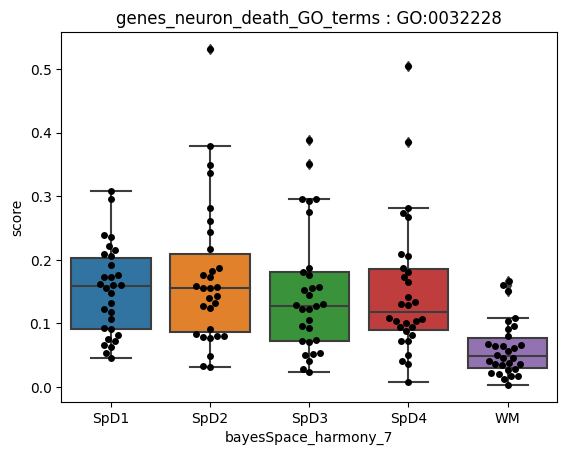 genes_neuron_death_GO_terms : GO:0032228
score
0.5
0.4
0.3
0.2
0.1
0.0
SpD1 SpD2 SpD3 SpD4 WM
bayesSpace_harmony_7